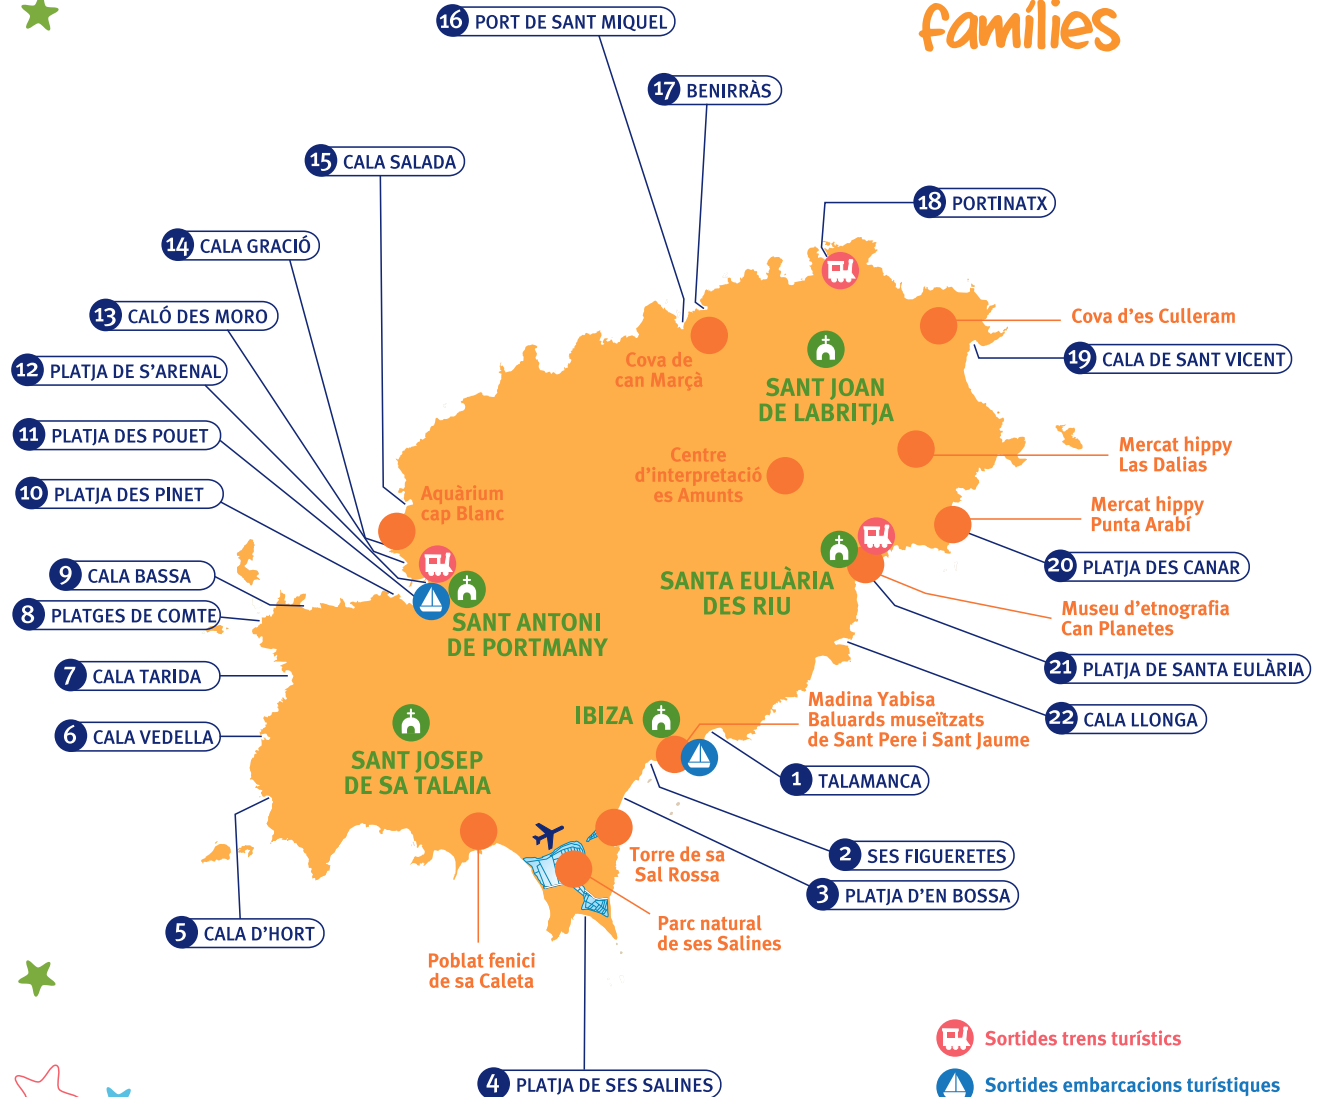 famílies
16 PORT DE SANT MIQUEL
17 BENIRRÀS
15 CALA SALADA
18 PORTINATX
14 CALA GRACIÓ
13 CALÓ DES MORO
12 PLATJA DE S'ARENAL
11 PLATJA DES POUET
10 PLATJA DES PINET
9 CALA BASSA
8 PLATGES DE COMTE
7 CALA TARIDA
6 CALA VEDELLA
5 CALA D'HORT
Cova d'es Culleram
19 CALA DE SANT VICENT
Cova de
can Marçà
SANT JOAN
DE LABRITJA
Mercat hippy
Las Dalias
Centre
d'interpretació
es Amunts
Aquàrium
cap Blanc
Mercat hippy
Punta Arabí
20 PLATJA DES CANAR
SANTA EULÀRIA
DES RIU
Museu d'etnografia
Can Planetes
SANT ANTONI
DE PORTMANY
21 PLATJA DE SANTA EULÀRIA
22 CALA LLONGA
IBIZA
Madina Yabisa
Baluards museïtzats
de Sant Pere i Sant Jaume
SANT JOSEP
DE SA TALAIA
1 TALAMANCA
2 SES FIGUERETES
3 PLATJA D'EN BOSSA
Torre de sa
Sal Rossa
Parc natural
de ses Salines
Poblat fenici
de sa Caleta
4 PLATJA DE SES SALINES
Sortides trens turístics
Sortides embarcacions turístiques